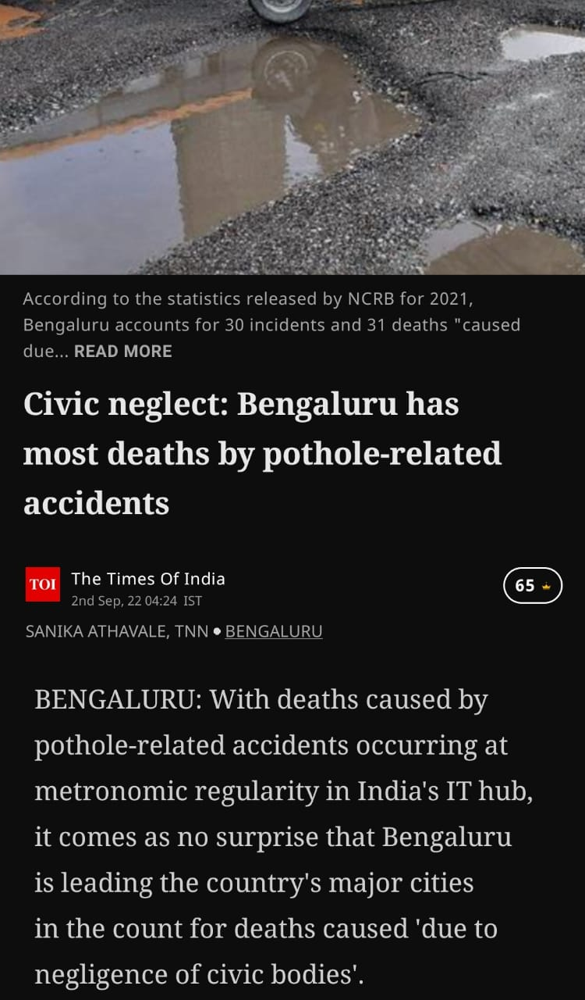 According to the statistics released by NCRB for 2021,
Bengaluru accounts for 30 incidents and 31 deaths "caused
due... READ MORE
Civic neglect: Bengaluru has
most deaths by pothole-related
accidents
TOI
The Times Of India
65
2nd Sep, 22 04:24 IST
SANIKA ATHAVALE, TNN • BENGALURU
BENGALURU: With deaths caused by
pothole-related accidents occurring at
metronomic regularity in India's IT hub,
it comes as no surprise that Bengaluru
is leading the country's major cities
in the count for deaths caused 'due to
negligence of civic bodies'.